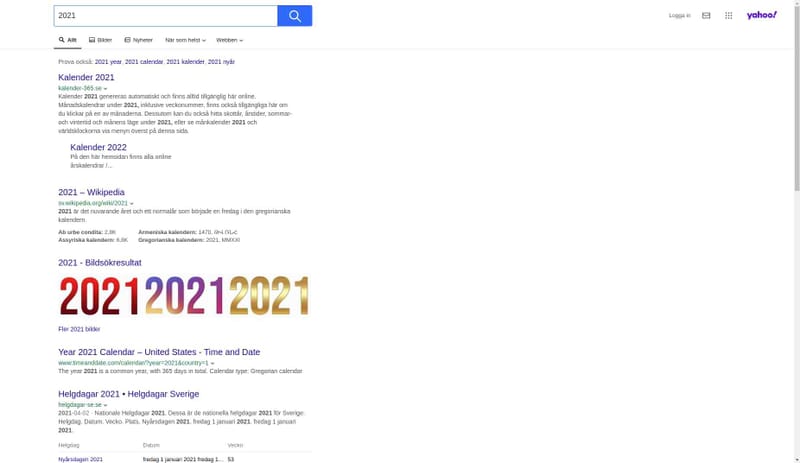 2021
Logga in
yahoo!
Allt Bilder Nyheter När som helst Webben
Prova också: 2021 year, 2021 calendar, 2021 kalender, 2021 nyår
Kalender 2021
kalender-365.se
Kalender 2021 genereras automatiskt och finns alltid tillgänglig här online.
Månadskalendrar under 2021, inklusive veckonummer, finns också tillgängliga här om
du klickar på en av månaderna. Dessutom kan du också hitta skottår, årstider, sommar-
och vintertid och månens läge under 2021, eller se månkalender 2021 och
världsklockorna via menyn överst på denna sida.
Kalender 2022
På den här hemsidan finns alla online
årskalendrar /...
2021 – Wikipedia
sv.wikipedia.org/wiki/2021
2021 är det nuvarande året och ett normalår som började en fredag i den gregorianska
kalendern.
Ab urbe condita: 2,8K Armeniska kalendern: 1470,
Assyriska kalendern: 6,8K Gregorianska kalendern: 2021, MMXXI
2021 - Bildsökresultat
2021 2021 2021
Fler 2021 bilder
Year 2021 Calendar – United States - Time and Date
www.timeanddate.com/calendar/?year=2021&country=1
The year 2021 is a common year, with 365 days in total. Calendar type: Gregorian calendar
Helgdagar 2021 • Helgdagar Sverige
helgdagar-se.se
2021-04-02 · Nationale Helgdagar 2021. Dessa är de nationella helgdagar 2021 för Sverige:
Helgdag. Datum. Vecko. Plats. Nyårsdagen 2021. fredag 1 januari 2021. fredag 1 januari
2021.
Helgdag Datum Vecko
Nyårsdagen 2021 fredag 1 januari 2021 fredag 1... 53